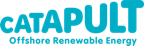 CATAPULT
Offshore Renewable Energy